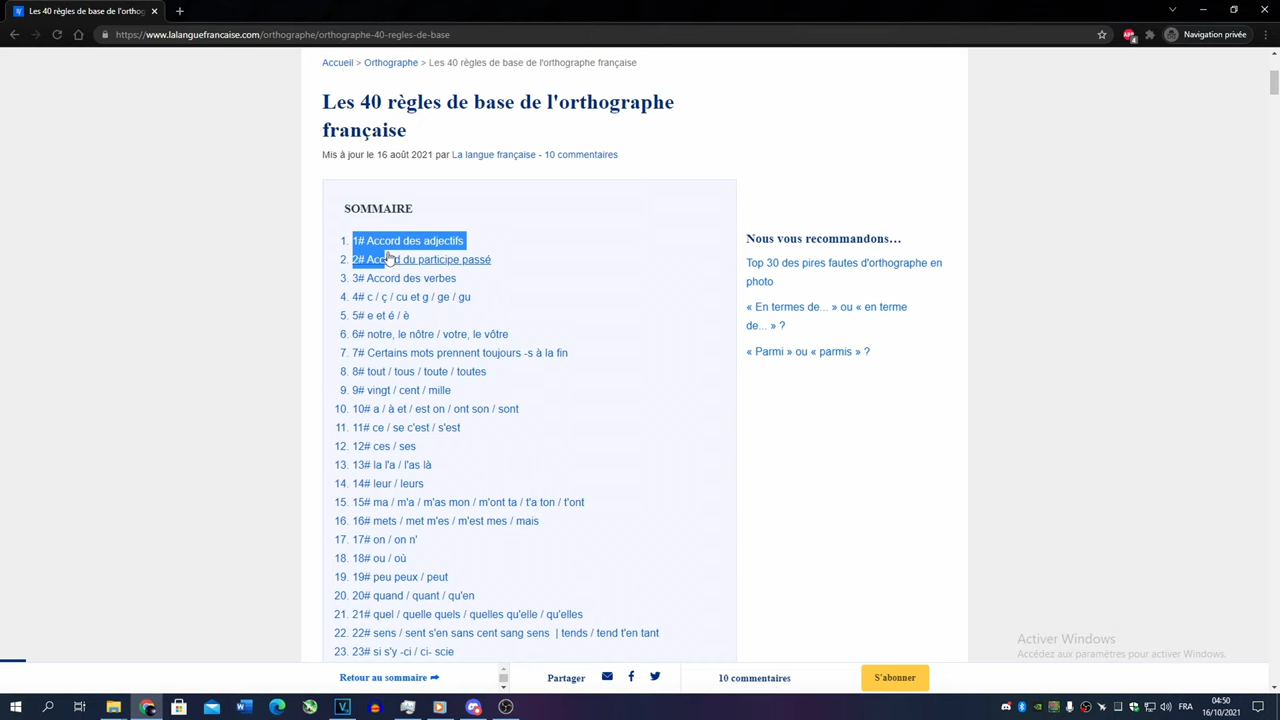 Les 40 règles de base de l'orthog
https://www.lalanguefrancaise.com/orthographe/orthographe-40-regles-de-base
Navigation privée
Accueil > Orthographe > Les 40 règles de base de l'orthographe française
Les 40 règles de base de l'orthographe
française
Mis à jour le 16 août 2021 par La langue française - 10 commentaires
SOMMAIRE
1. 1# Accord des adjectifs
2. 2# Accord du participe passé
3. 3# Accord des verbes
4. 4# c / ç / cu et g / ge / gu
5. 5# e et é / è
6. 6# notre, le nôtre / votre, le vôtre
7. 7# Certains mots prennent toujours -s à la fin
8. 8# tout / tous / toute / toutes
9. 9# vingt / cent / mille
10. 10# a / à et / est on / ont son / sont
11. 11# ce / se c'est / s'est
12. 12# ces / ses
13. 13# la l'a / l'as là
14. 14# leur / leurs
15. 15# ma / m'a / m'as mon / m'ont ta / t'a ton / t'ont
16. 16# mets / met m'es / m'est mes / mais
17. 17# on / on n'
18. 18# ou / où
19. 19# peu peux / peut
20. 20# quand / quant / qu'en
21. 21# quel / quelle quels / quelles qu'elle / qu'elles
22. 22# sens / sent s'en sans cent sang sens | tends / tend t'en tant
23. 23# si s'y -ci / ci- scie
Nous vous recommandons…
Top 30 des pires fautes d'orthographe en
photo
« En termes de... » ou « en terme
de... » ?
« Parmi » ou « parmis » ?
Activer Windows
Accédez aux paramètres pour activer Windows.
Retour au sommaire
Partager
10 commentaires
S'abonner
FRA
04:50
16/10/2021